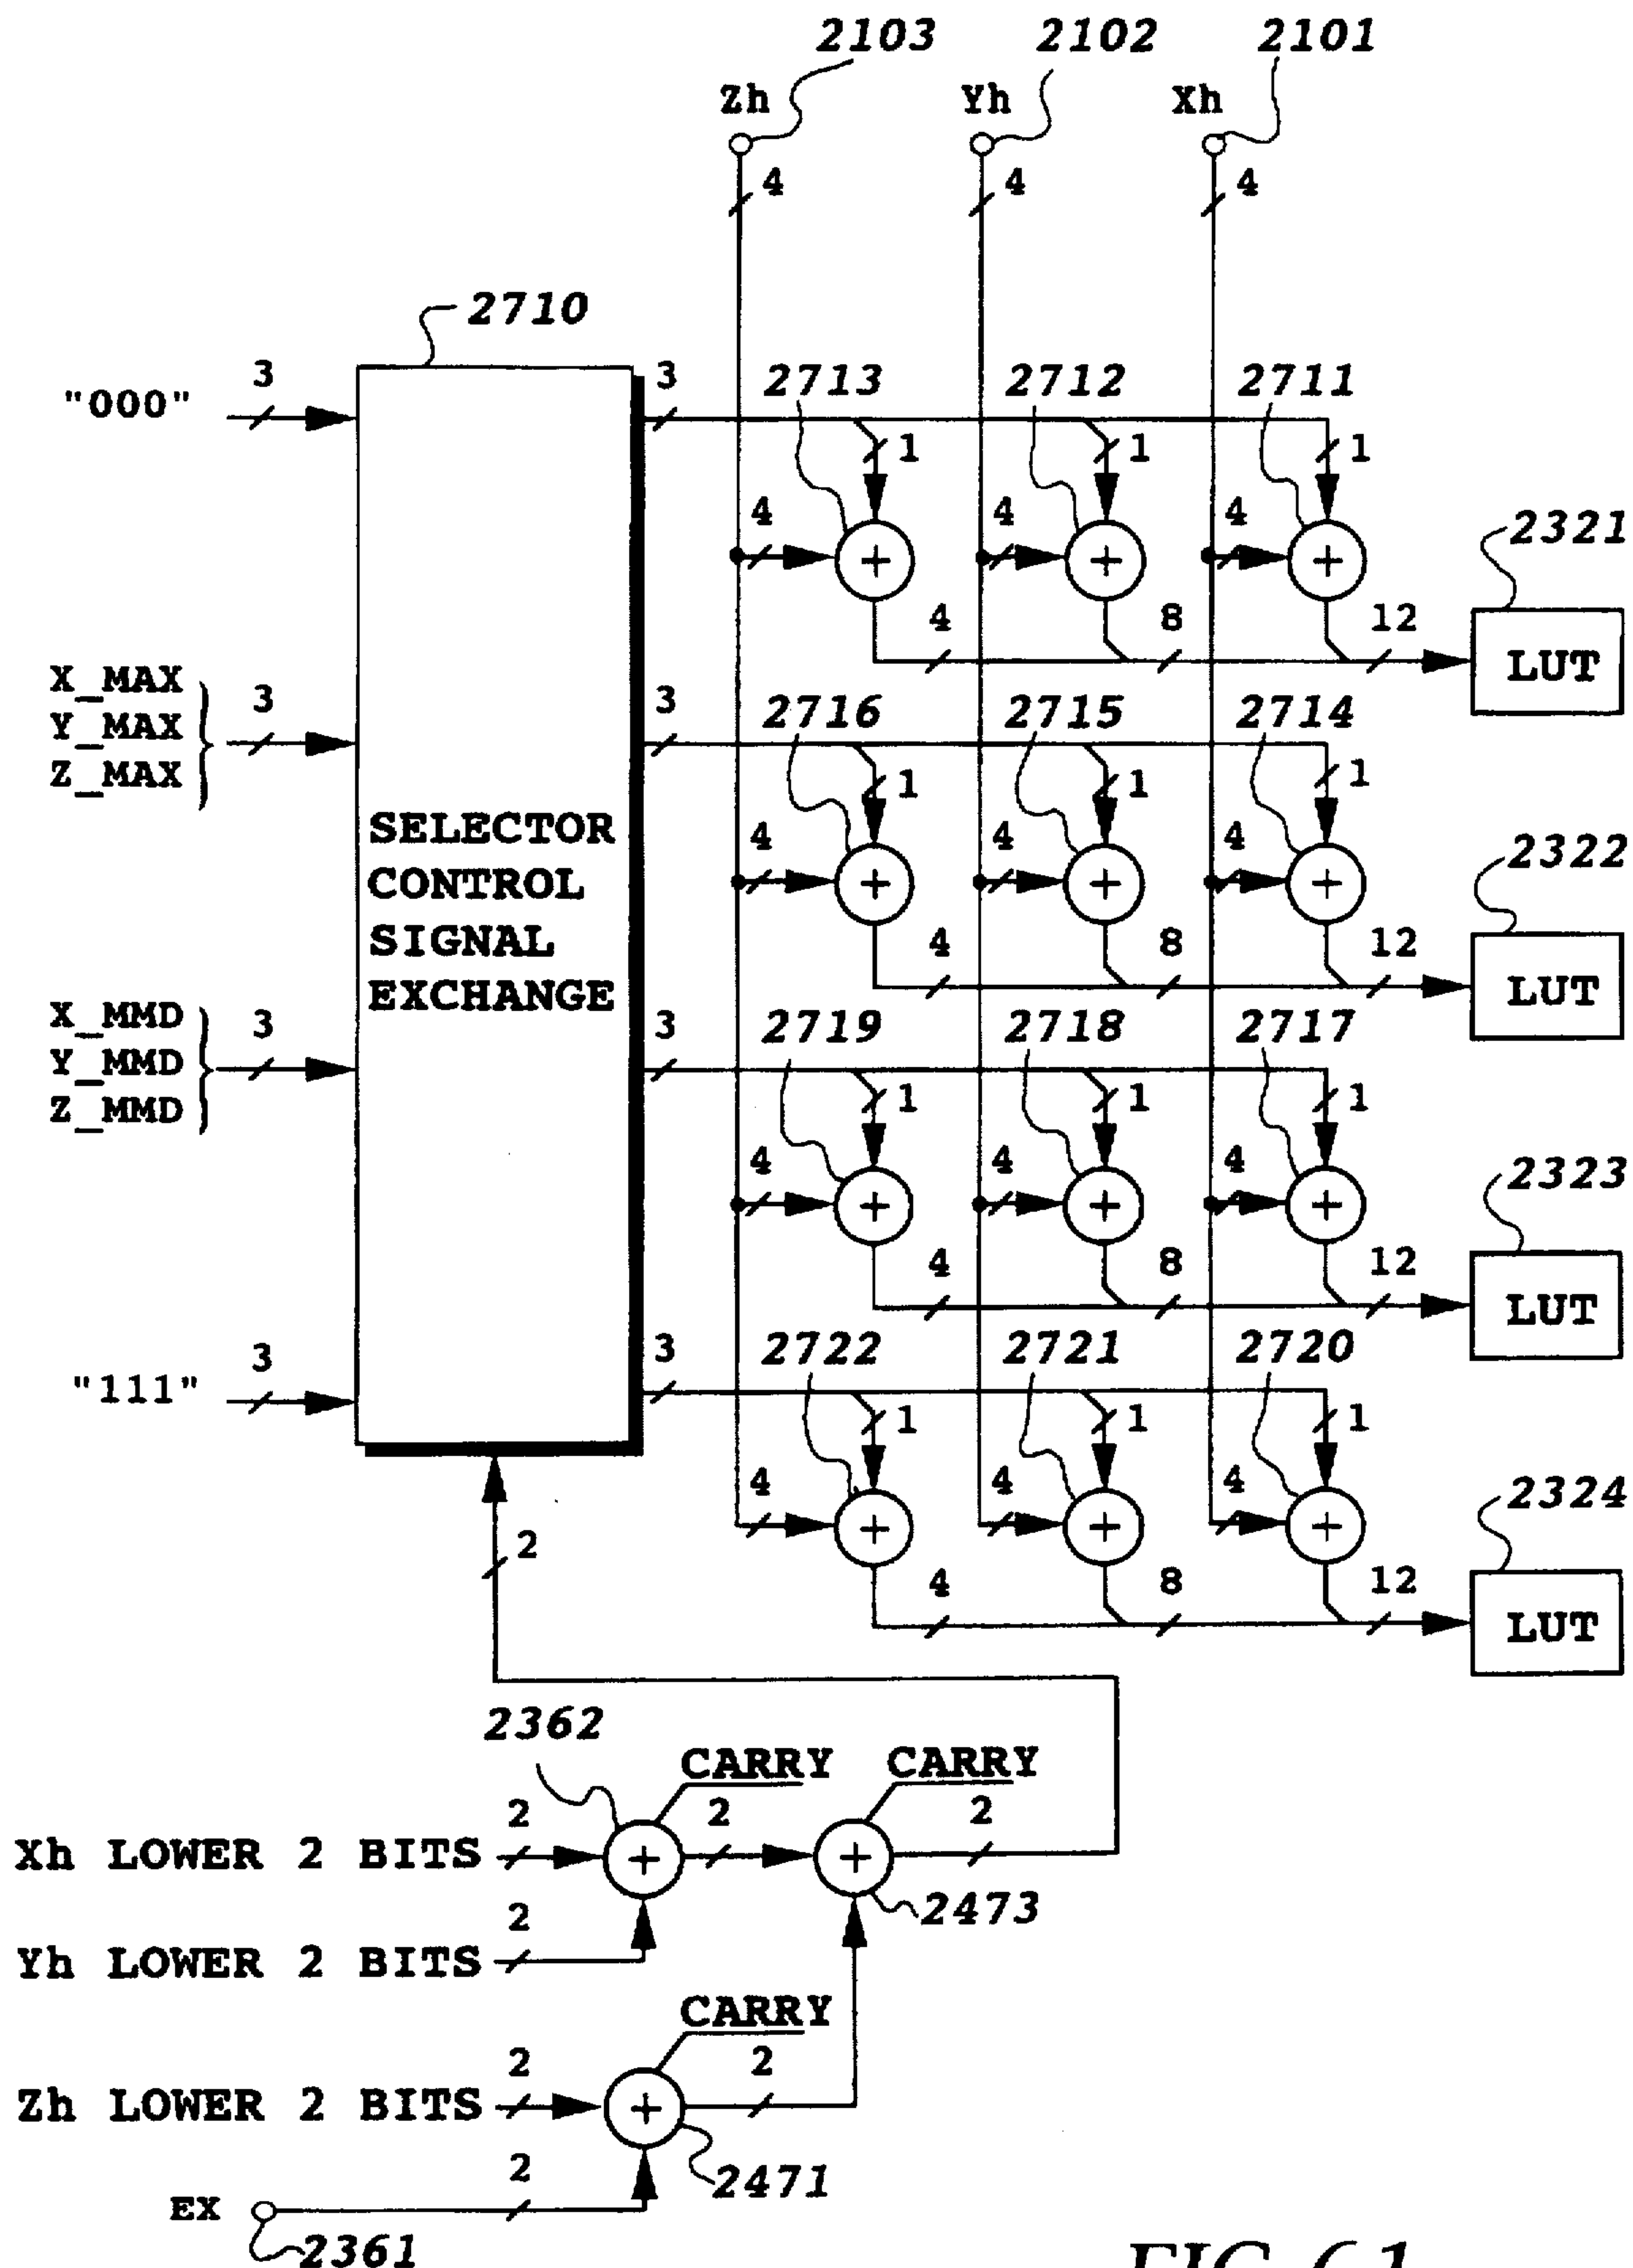 2103 2102 2101
Zh Yh Xh
4 4 4
2710
"000" 3 3 2713 2712 2711
1 1 1
4 4 4 2321
+ + +
4 8 12
LUT
X_MAX
Y_MAX
Z_MAX
3 3 2716 2715 2714
1 1 1
4 4 4 2322
+ + +
4 8 12
LUT
SELECTOR
CONTROL
SIGNAL
EXCHANGE
X_MMD
Y_MMD
Z_MMD
3 3 2719 2718 2717
1 1 1
4 4 4 2323
+ + +
4 8 12
LUT
"111" 3 3 2722 2721 2720
1 1 1
4 4 4 2324
+ + +
4 8 12
LUT
2
2362
CARRY CARRY
2 2 2
Xh LOWER 2 BITS + +
2473
2
Yh LOWER 2 BITS
CARRY
2 2
Zh LOWER 2 BITS +
2471
2
EX
2361
FIG.61